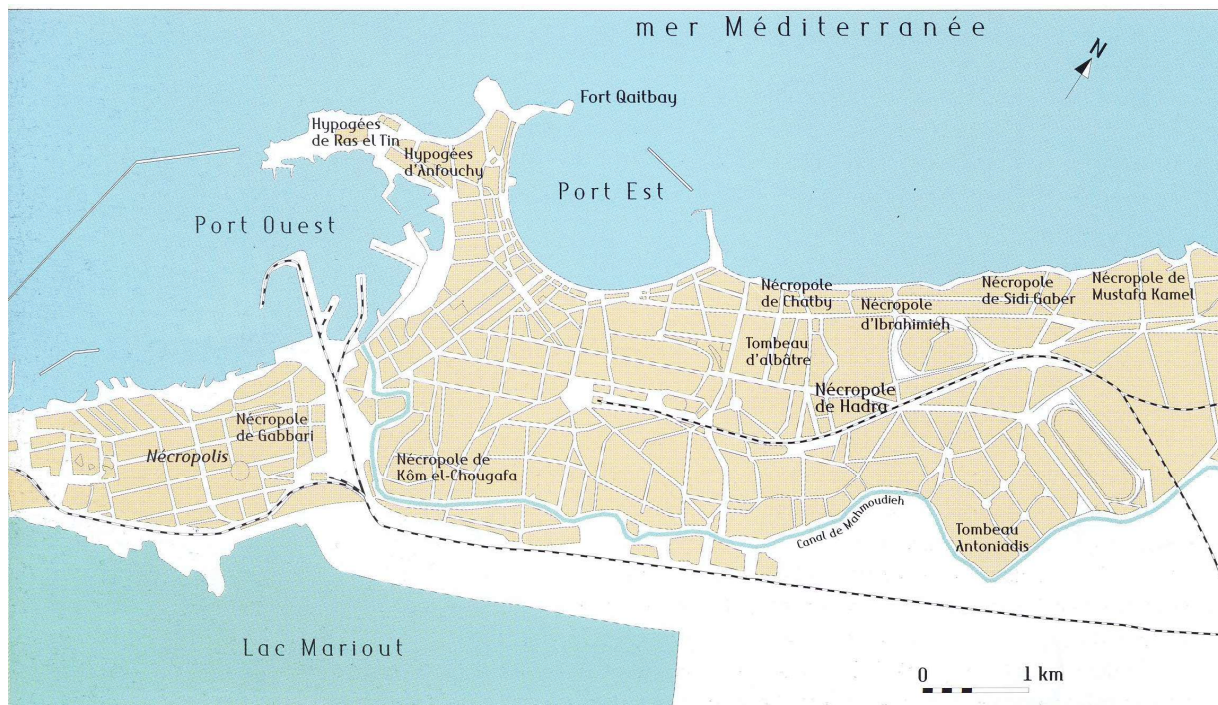 mer Méditerranée
N
Fort Qaitbay
Hypogées
de Ras el Tin
Hypogées
d'Anfouchy
Port Est
Port Ouest
Nécropole
de Chatby
Nécropole
d'Ibrahimieh
Nécropole
de Sidi Gaber
Nécropole de
Mustafa Kamel
Tombeau
d'albâtre
Nécropole
de Hadra
Nécropole
de Gabbari
Nécropolis
Nécropole de
Kôm el-Chougafa
Canal de Mahmoudieh
Tombeau
Antoniadis
Lac Mariout
0 1 km